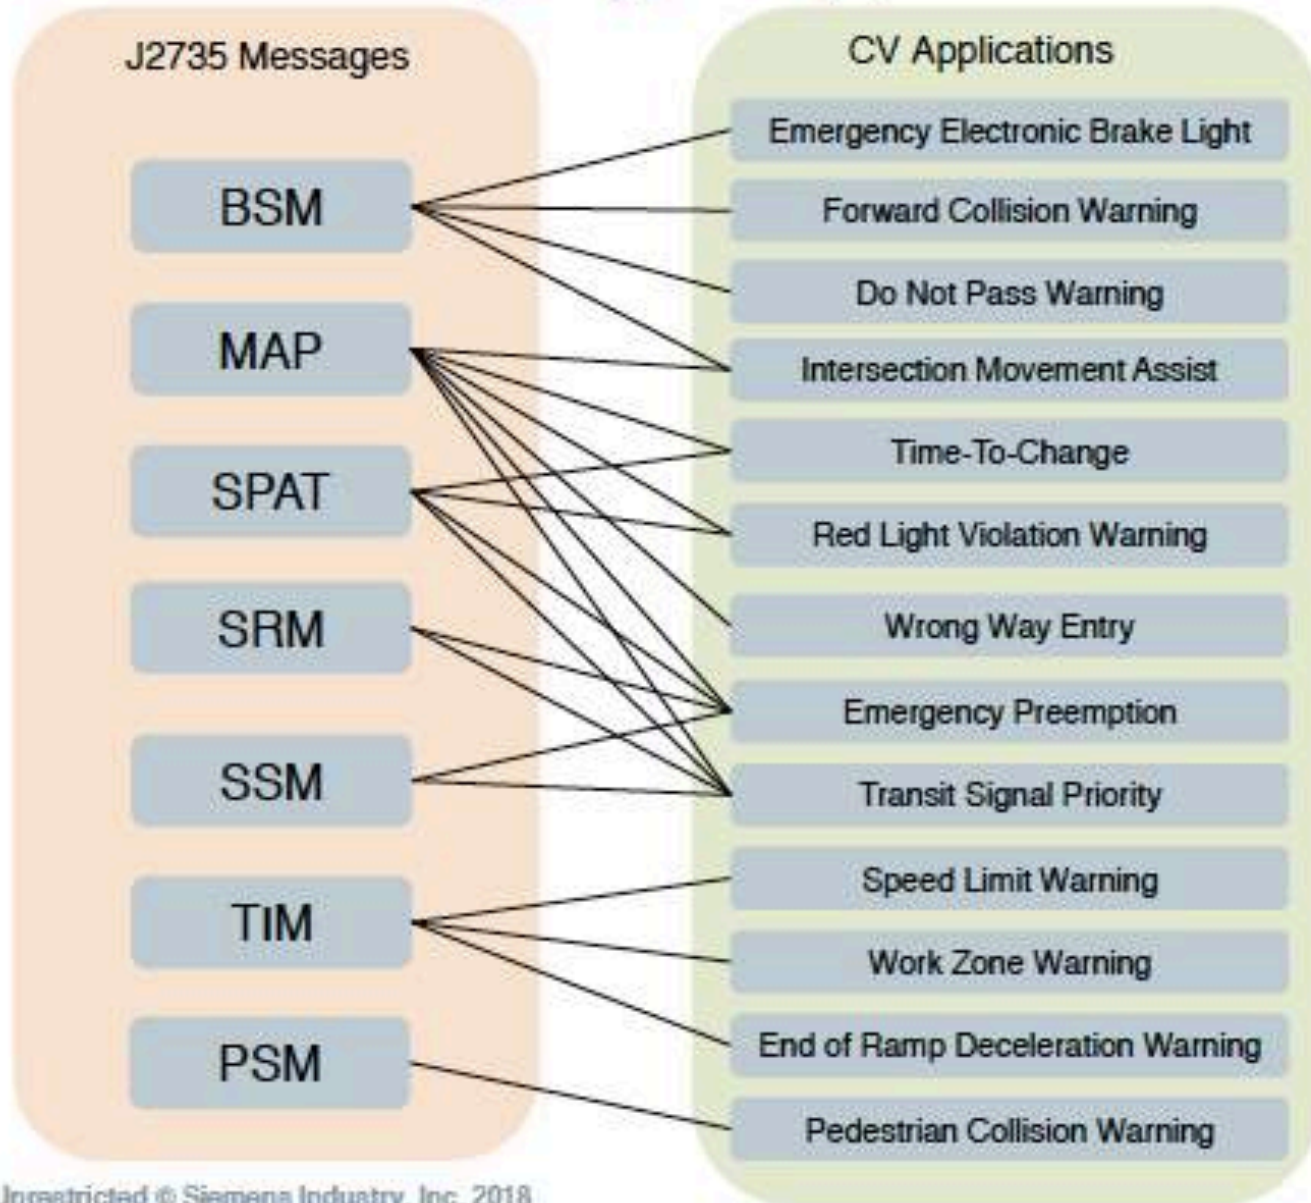 J2735 Messages
BSM
MAP
SPAT
SRM
SSM
TIM
PSM
CV Applications
Emergency Electronic Brake Light
Forward Collision Warning
Do Not Pass Warning
Intersection Movement Assist
Time-To-Change
Red Light Violation Warning
Wrong Way Entry
Emergency Preemption
Transit Signal Priority
Speed Limit Warning
Work Zone Warning
End of Ramp Deceleration Warning
Pedestrian Collision Warning
Unrestricted © Siemens Industry, Inc. 2018